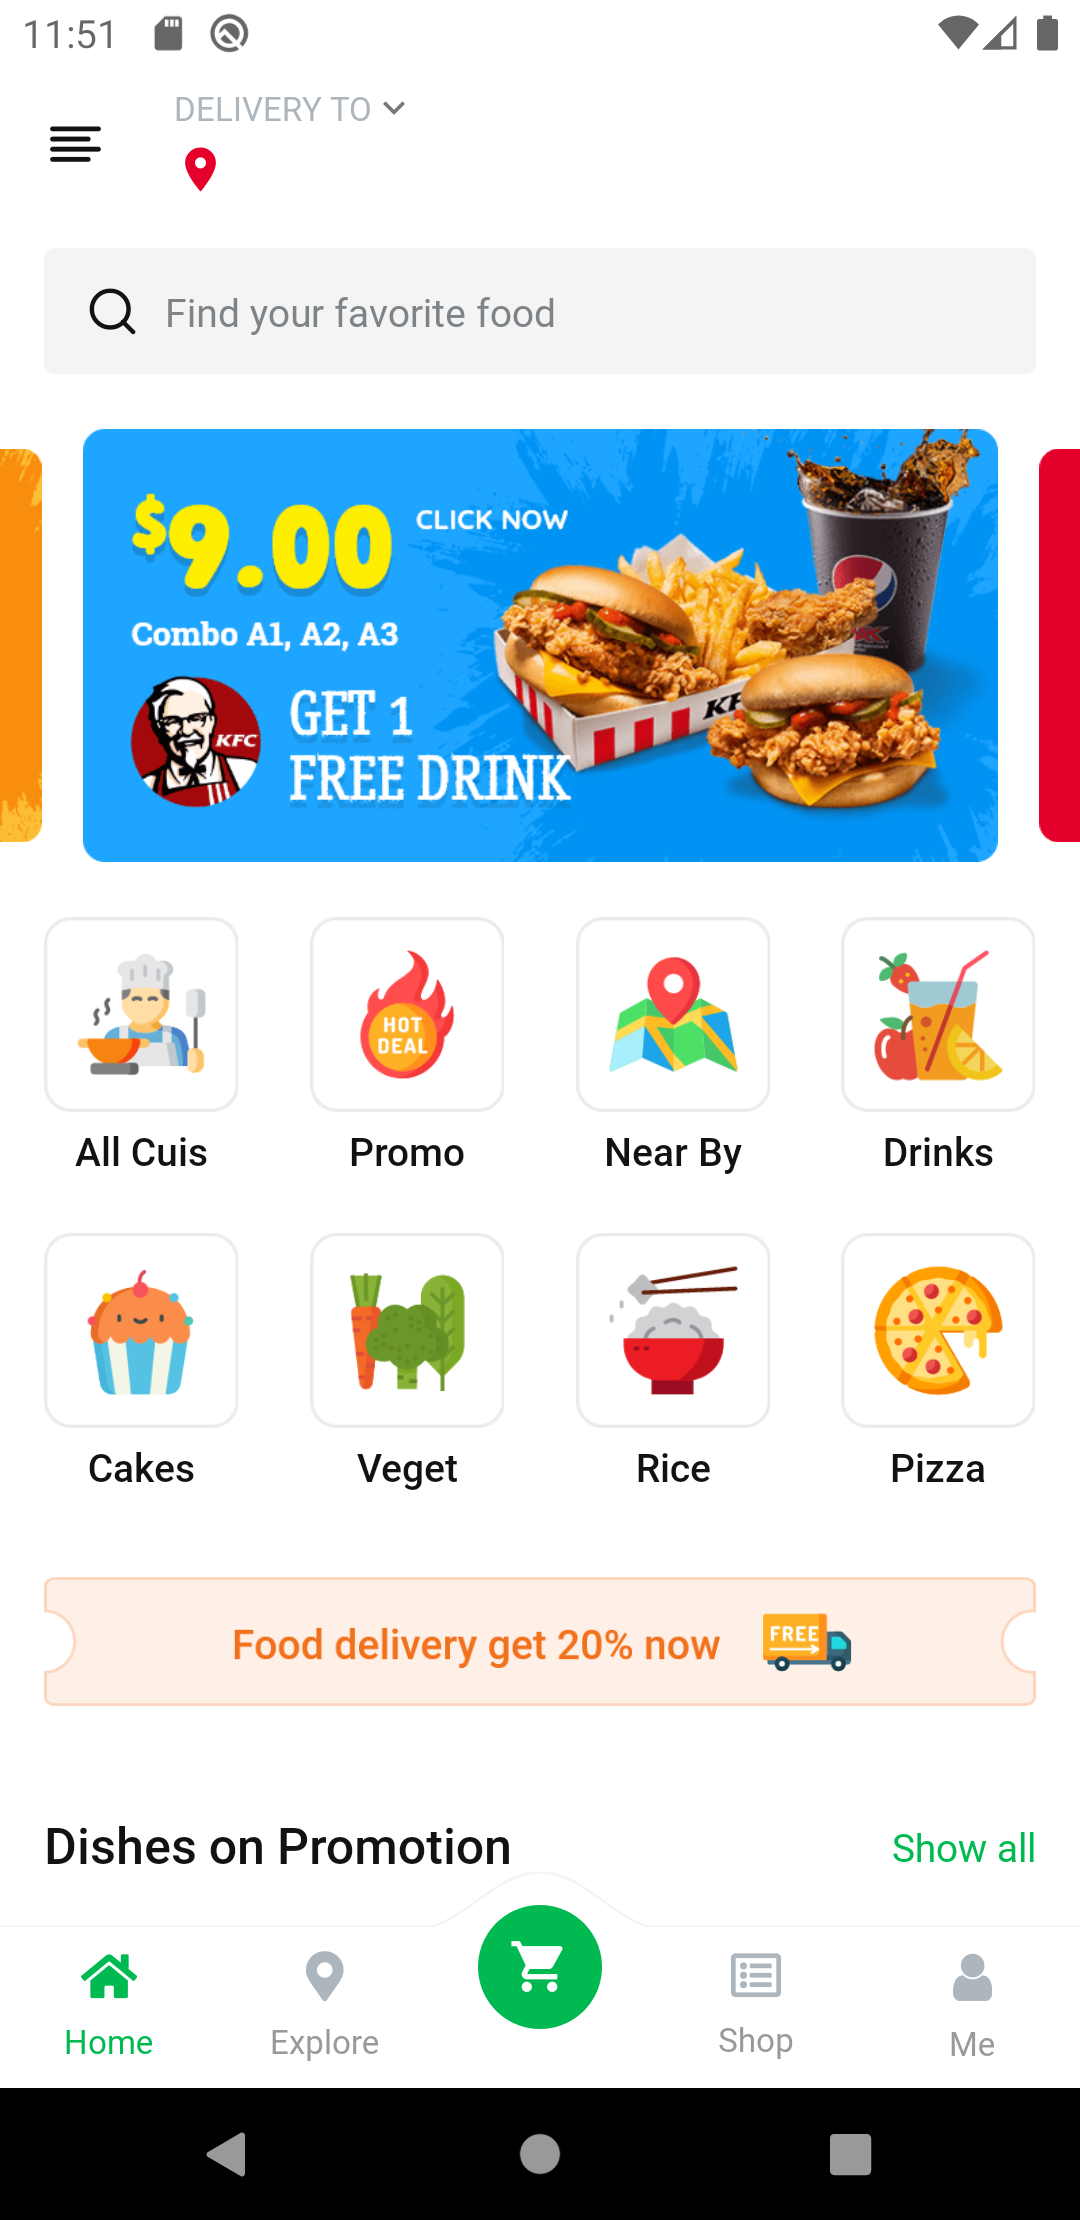 11:51
DELIVERY TO
Find your favorite food
$9.00 CLICK NOW
Combo A1, A2, A3
KFC
GET 1
FREE DRINK
HOT
DEAL
All Cuis Promo Near By Drinks
Cakes Veget Rice Pizza
Food delivery get 20% now
FREE
Dishes on Promotion Show all
Home Explore Shop Me